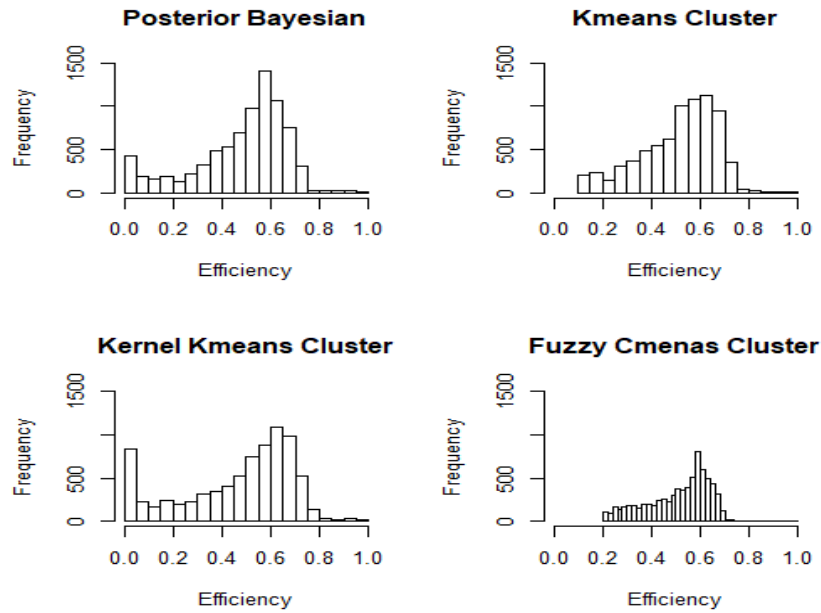 Posterior Bayesian
Frequency
0 500 1500
0.0 0.2 0.4 0.6 0.8 1.0
Efficiency
Kmeans Cluster
Frequency
0 500 1500
0.0 0.2 0.4 0.6 0.8 1.0
Efficiency
Kernel Kmeans Cluster
Frequency
0 500 1500
0.0 0.2 0.4 0.6 0.8 1.0
Efficiency
Fuzzy Cmenas Cluster
Frequency
0 500 1500
0.0 0.2 0.4 0.6 0.8 1.0
Efficiency